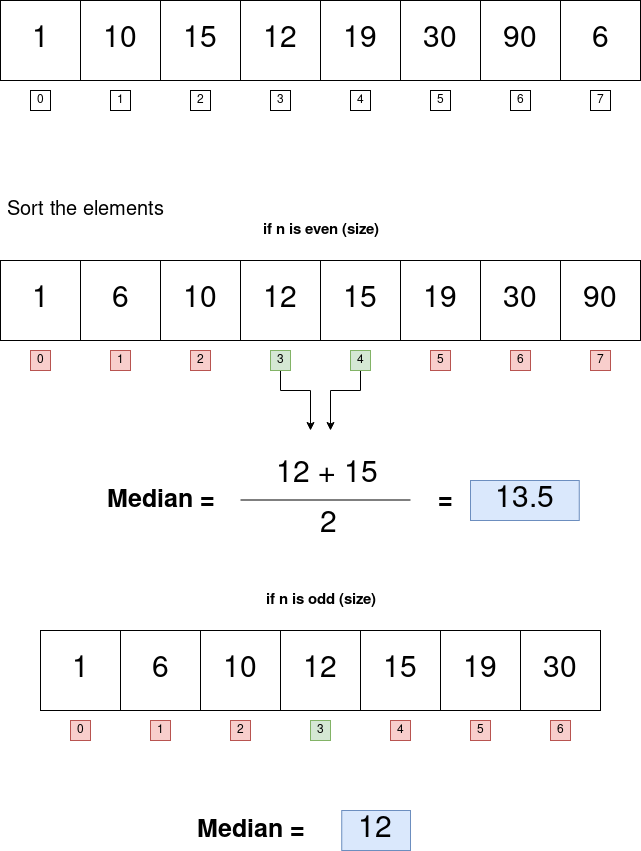 1 10 15 12 19 30 90 6
0 1 2 3 4 5 6 7
Sort the elements
if n is even (size)
1 6 10 12 15 19 30 90
0 1 2 3 4 5 6 7
12 + 15
Median = = 13.5
2
if n is odd (size)
1 6 10 12 15 19 30
0 1 2 3 4 5 6
Median = 12